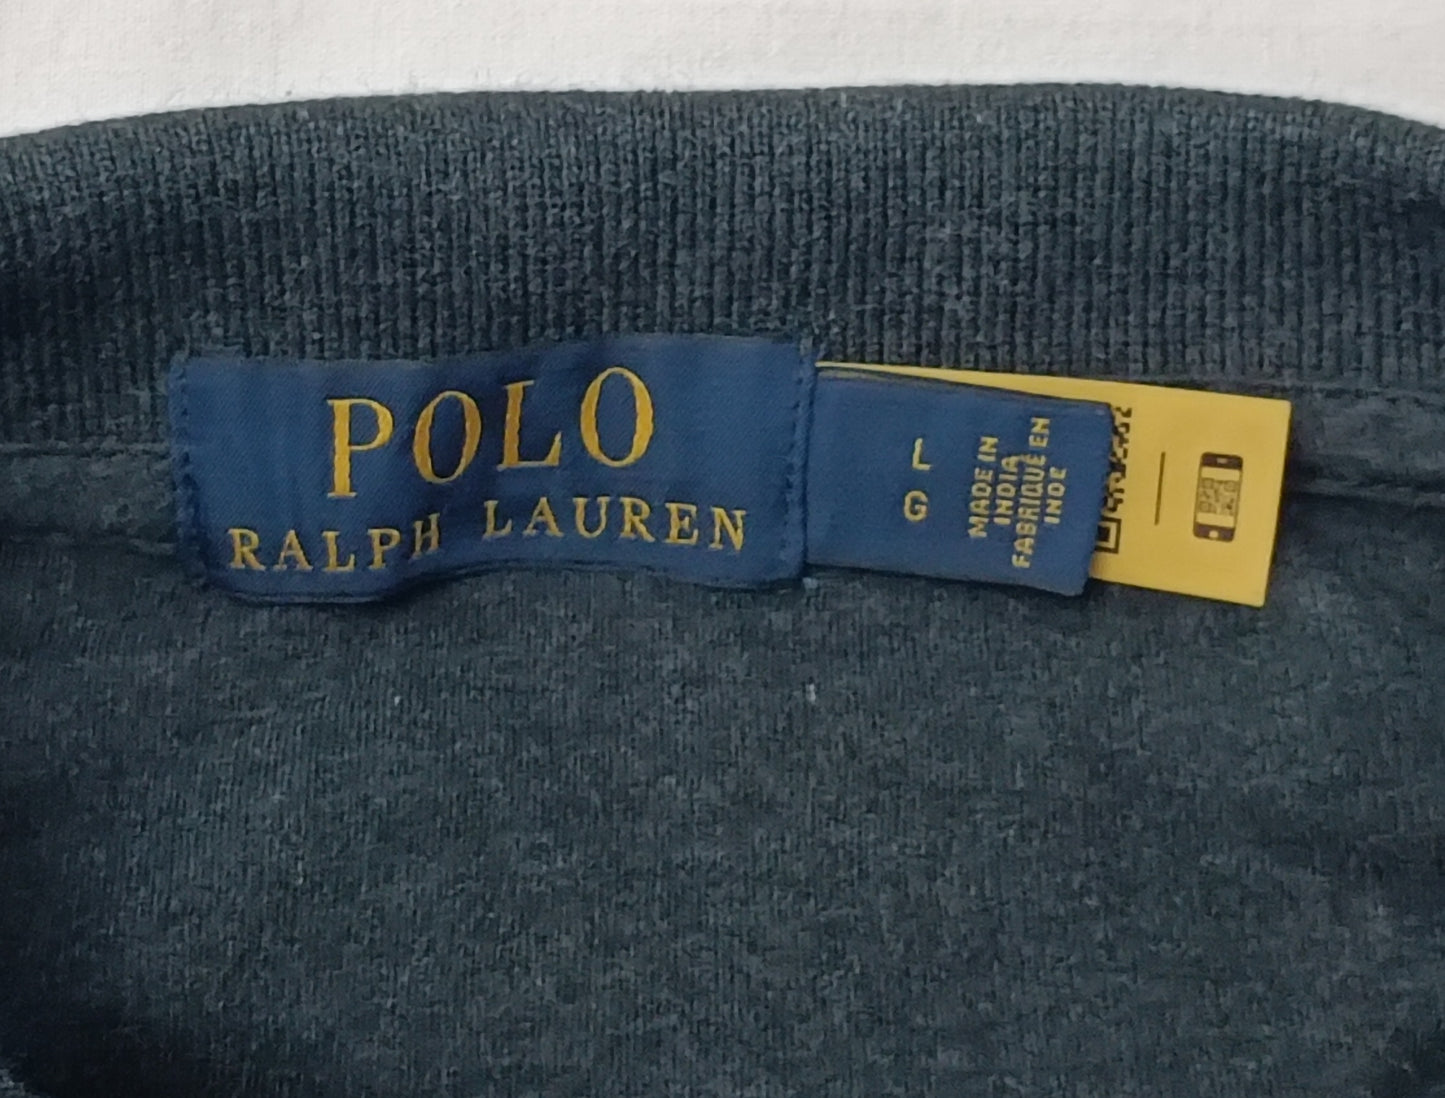 POLO
RALPH LAUREN
L
G
MADE IN
INDIA
FABRIQUÉ EN
INDE